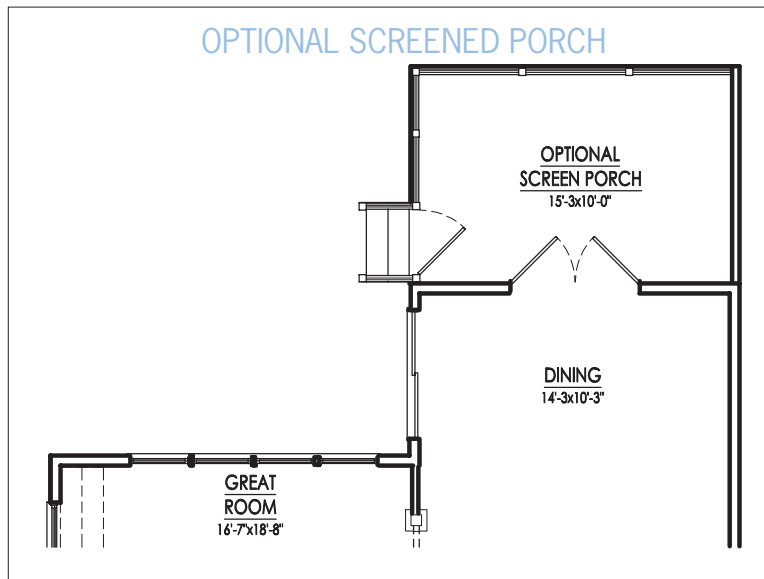 OPTIONAL SCREENED PORCH
OPTIONAL
SCREEN PORCH
15'-3x10'-0"
DINING
14'-3x10'-3"
GREAT
ROOM
16'-7"x18'-8"